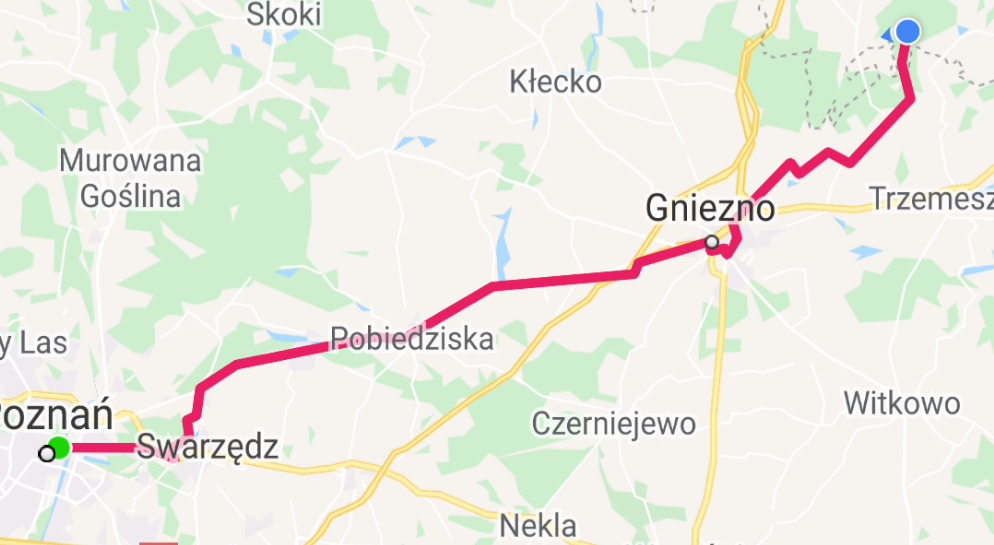 Skoki
Kłecko
Murowana
Goślina
Trzemesz
Gniezno
Pobiedziska
y Las
Witkowo
Poznań
Czerniejewo
Swarzędz
Nekla